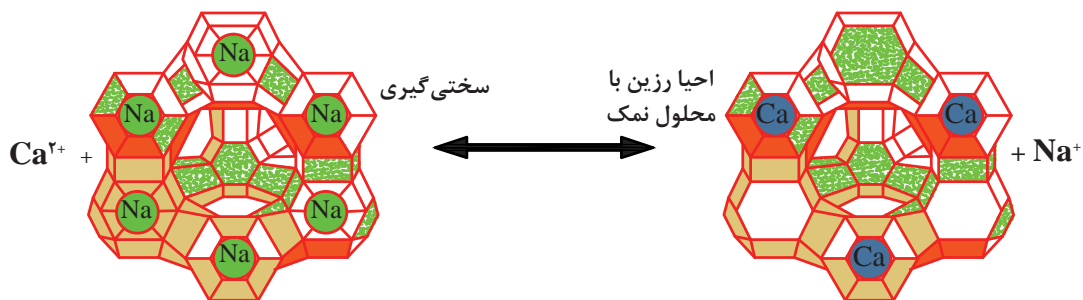 Na
Na
Na
Na
Na
Na
Ca²⁺ +
سختی‌گیری
احیا رزین با
محلول نمک
Ca
Ca
Ca
+ Na⁺